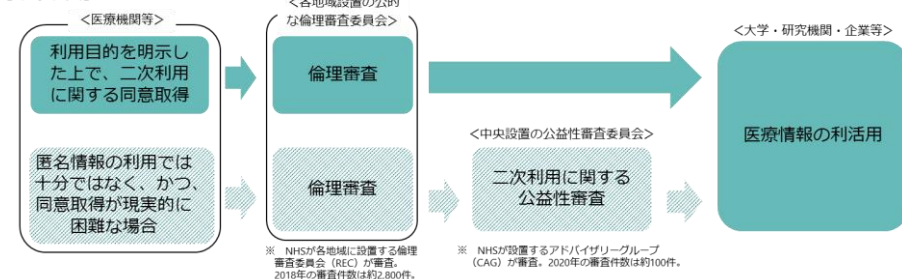 <医療機関等>
利用目的を明示し
た上で、二次利用
に関する同意取得
匿名情報の利用では
十分ではなく、かつ、
同意取得が現実的に
困難な場合
<各地域設置の公的
な倫理審査委員会>
倫理審査
倫理審査
※ NHSが各地域に設置する倫理
審査委員会(REC)が審査。
2018年の審査件数は約2,800件。
<中央設置の公益性審査委員会>
二次利用に関する
公益性審査
※ NHSが設置するアドバイザリーグループ
(CAG)が審査。2020年の審査件数は約100件。
<大学・研究機関・企業等>
医療情報の利活用